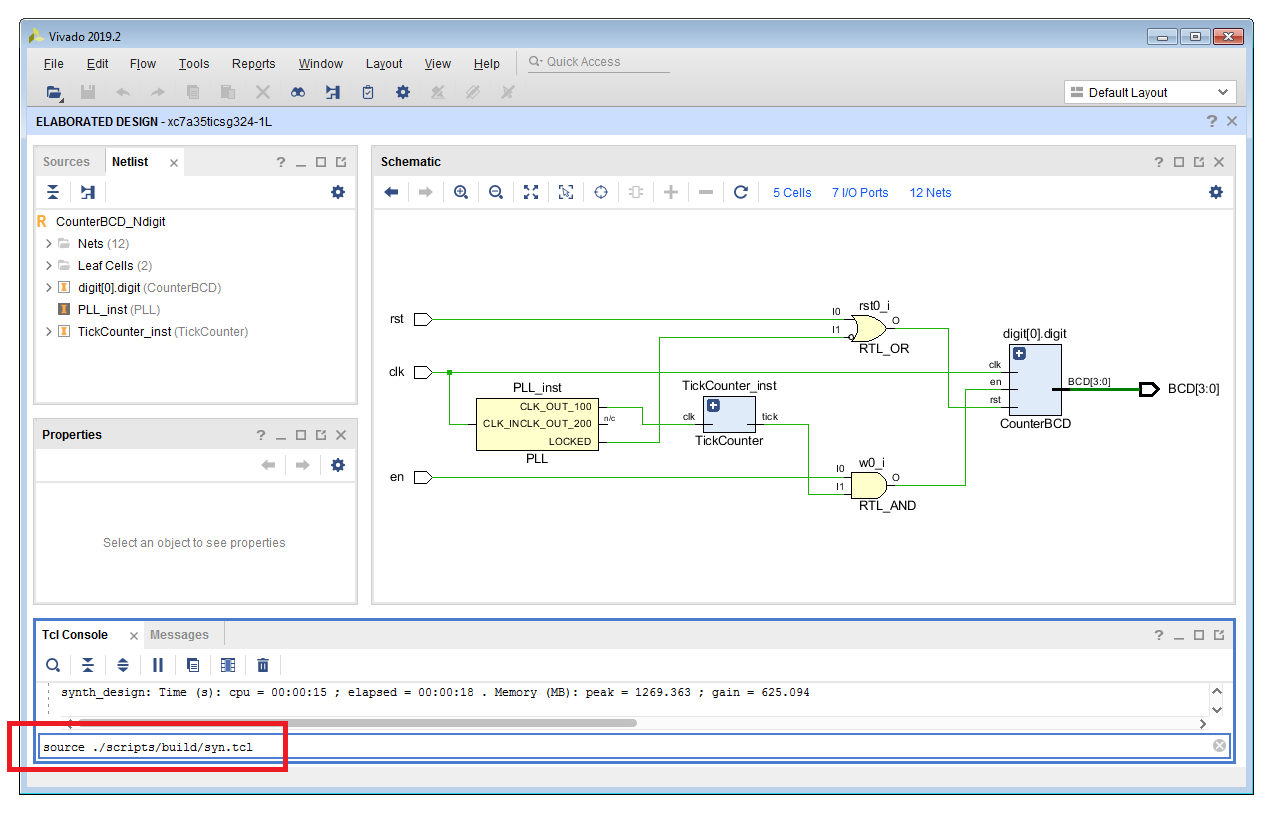 Vivado 2019.2
File Edit Flow Tools Reports Window Layout View Help Quick Access
Default Layout
ELABORATED DESIGN - xc7a35ticsg324-1L
Sources Netlist
CounterBCD_Ndigit
Nets (12)
Leaf Cells (2)
digit[0].digit (CounterBCD)
PLL_inst (PLL)
TickCounter_inst (TickCounter)
Properties
Select an object to see properties
Schematic
5 Cells 7 I/O Ports 12 Nets
rst
clk
en
PLL_inst
CLK_OUT_100
CLK_INCLK_OUT_200
LOCKED
n/c
PLL
TickCounter_inst
clk tick
TickCounter
rst0_i
I0
I1
O
RTL_OR
w0_i
I0
I1
O
RTL_AND
digit[0].digit
clk
en
rst
BCD[3:0]
CounterBCD
BCD[3:0]
Tcl Console Messages
synth_design: Time (s): cpu = 00:00:15 ; elapsed = 00:00:18 . Memory (MB): peak = 1269.363 ; gain = 625.094
source ./scripts/build/syn.tcl